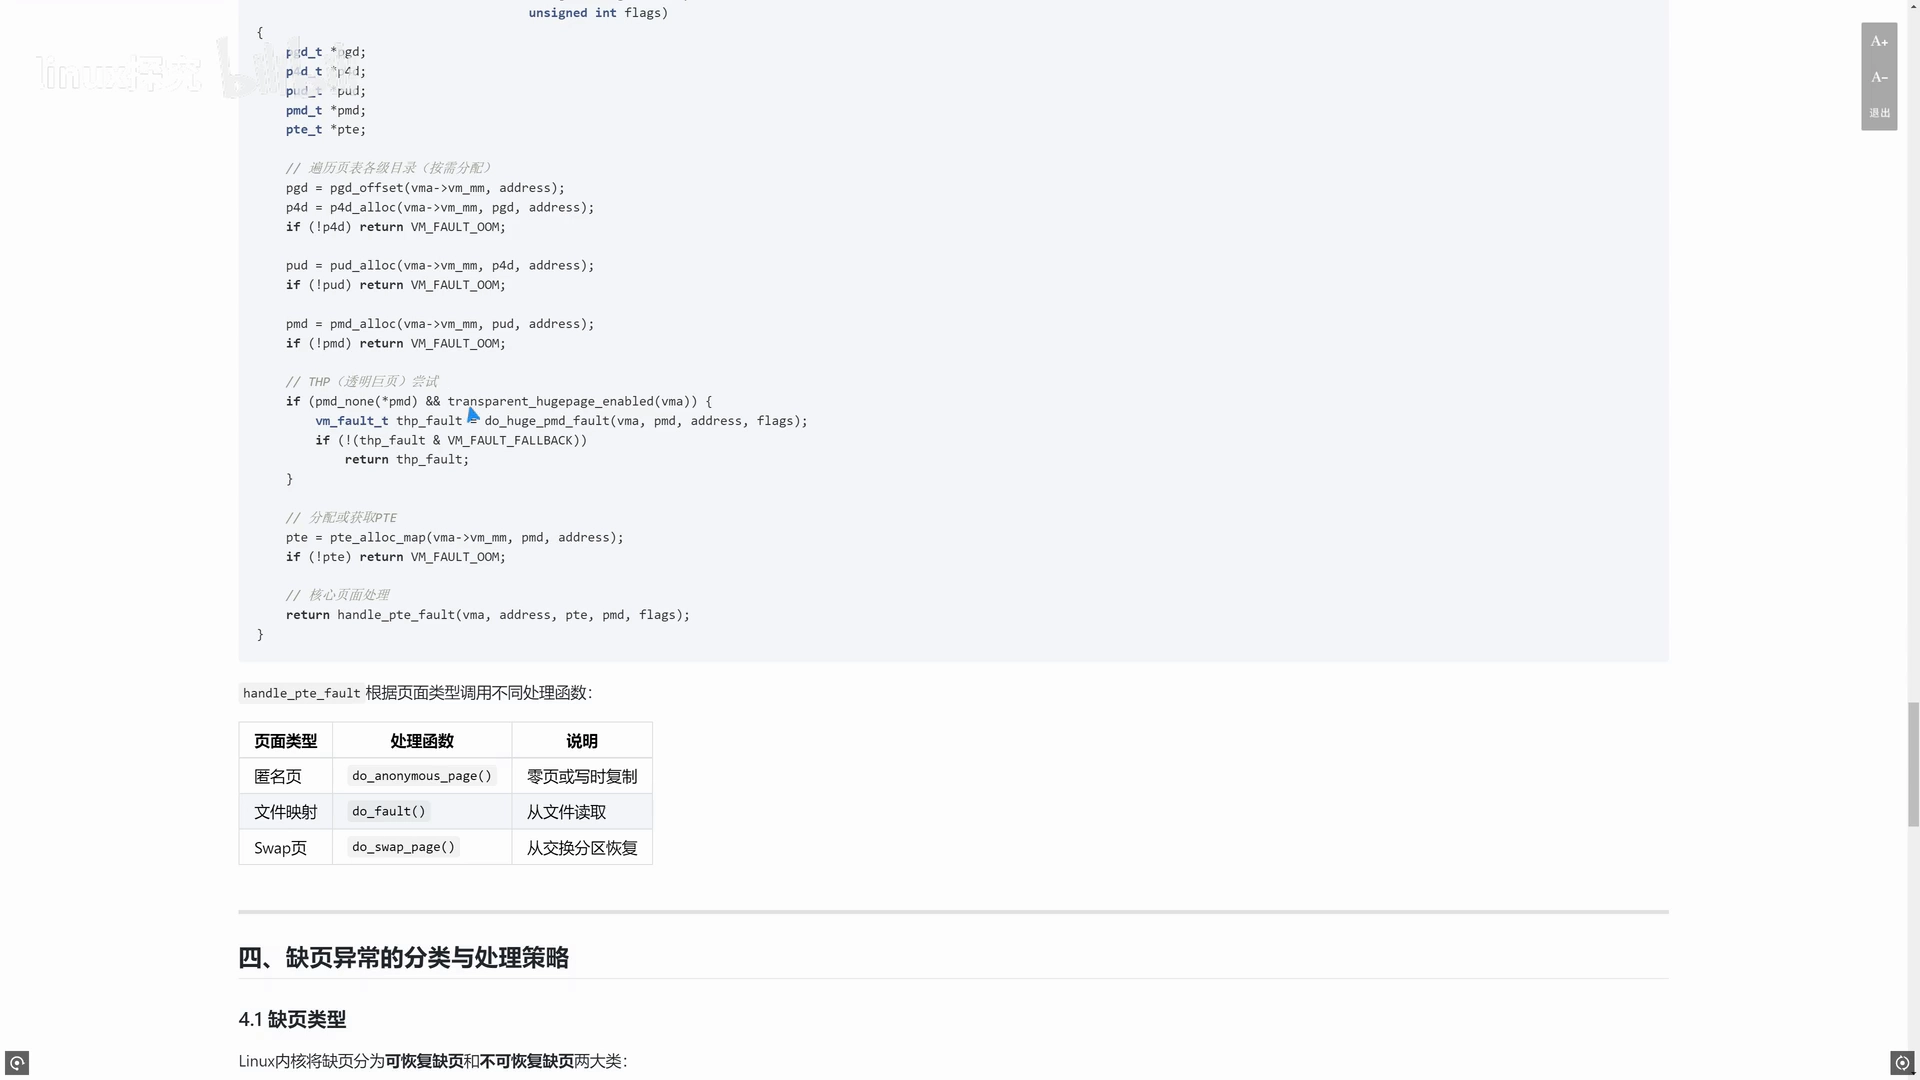 unsigned int flags)
{
    pgd_t *pgd;
    p4d_t *p4d;
    pud_t *pud;
    pmd_t *pmd;
    pte_t *pte;
    // 遍历页表各级目录（按需分配）
    pgd = pgd_offset(vma->vm_mm, address);
    p4d = p4d_alloc(vma->vm_mm, pgd, address);
    if (!p4d) return VM_FAULT_OOM;
    pud = pud_alloc(vma->vm_mm, p4d, address);
    if (!pud) return VM_FAULT_OOM;
    pmd = pmd_alloc(vma->vm_mm, pud, address);
    if (!pmd) return VM_FAULT_OOM;
    // THP（透明巨页）尝试
    if (pmd_none(*pmd) && transparent_hugepage_enabled(vma)) {
        vm_fault_t thp_fault = do_huge_pmd_fault(vma, pmd, address, flags);
        if (!(thp_fault & VM_FAULT_FALLBACK))
            return thp_fault;
    }
    // 分配或获取PTE
    pte = pte_alloc_map(vma->vm_mm, pmd, address);
    if (!pte) return VM_FAULT_OOM;
    // 核心页面处理
    return handle_pte_fault(vma, address, pte, pmd, flags);
}
linux探究 bilibili
A+
A-
退出
handle_pte_fault 根据页面类型调用不同处理函数：
页面类型 处理函数 说明
匿名页 do_anonymous_page() 零页或写时复制
文件映射 do_fault() 从文件读取
Swap页 do_swap_page() 从交换分区恢复
四、缺页异常的分类与处理策略
4.1 缺页类型
Linux内核将缺页分为可恢复缺页和不可恢复缺页两大类：